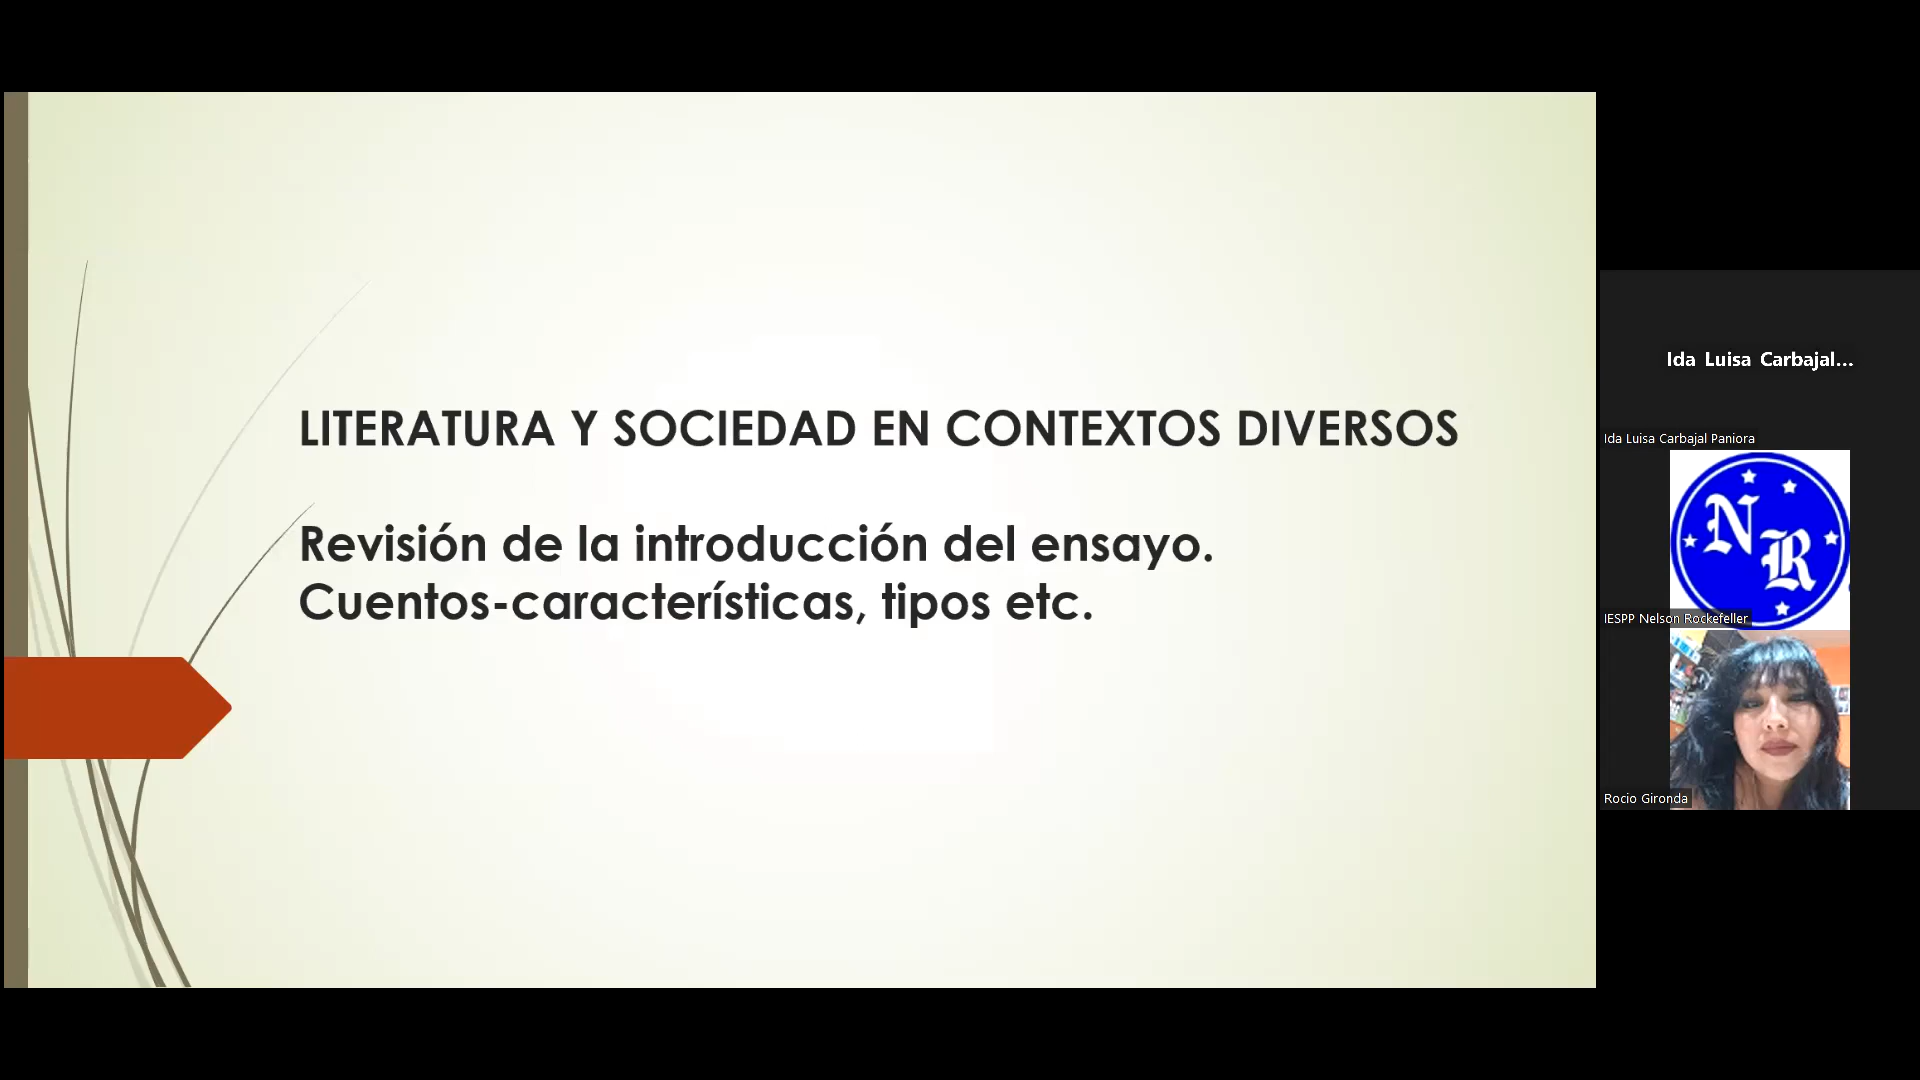 LITERATURA Y SOCIEDAD EN CONTEXTOS DIVERSOS
Revisión de la introducción del ensayo.
Cuentos-características, tipos etc.
Ida Luisa Carbajal...
Ida Luisa Carbajal Paniora
N
R
IESPP Nelson Rockefeller
Rocio Gironda